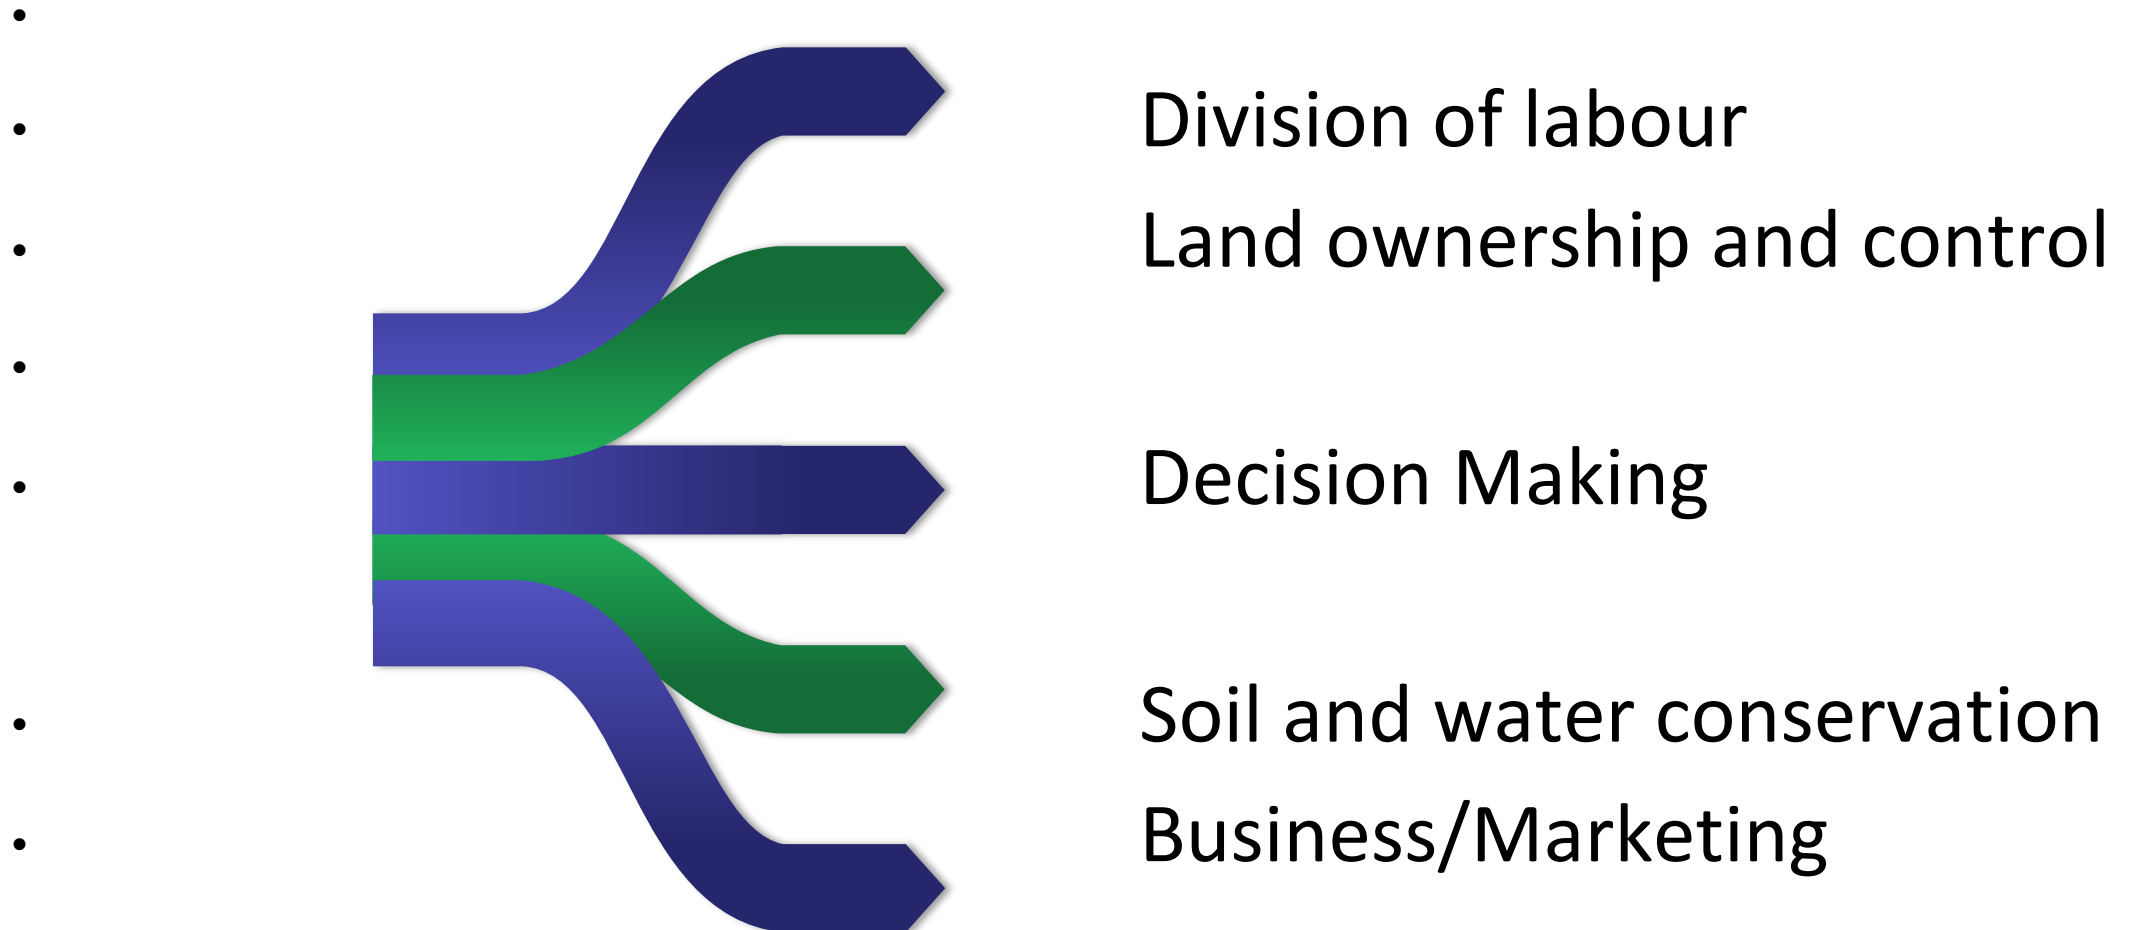 Division of labour
Land ownership and control
Decision Making
Soil and water conservation
Business/Marketing